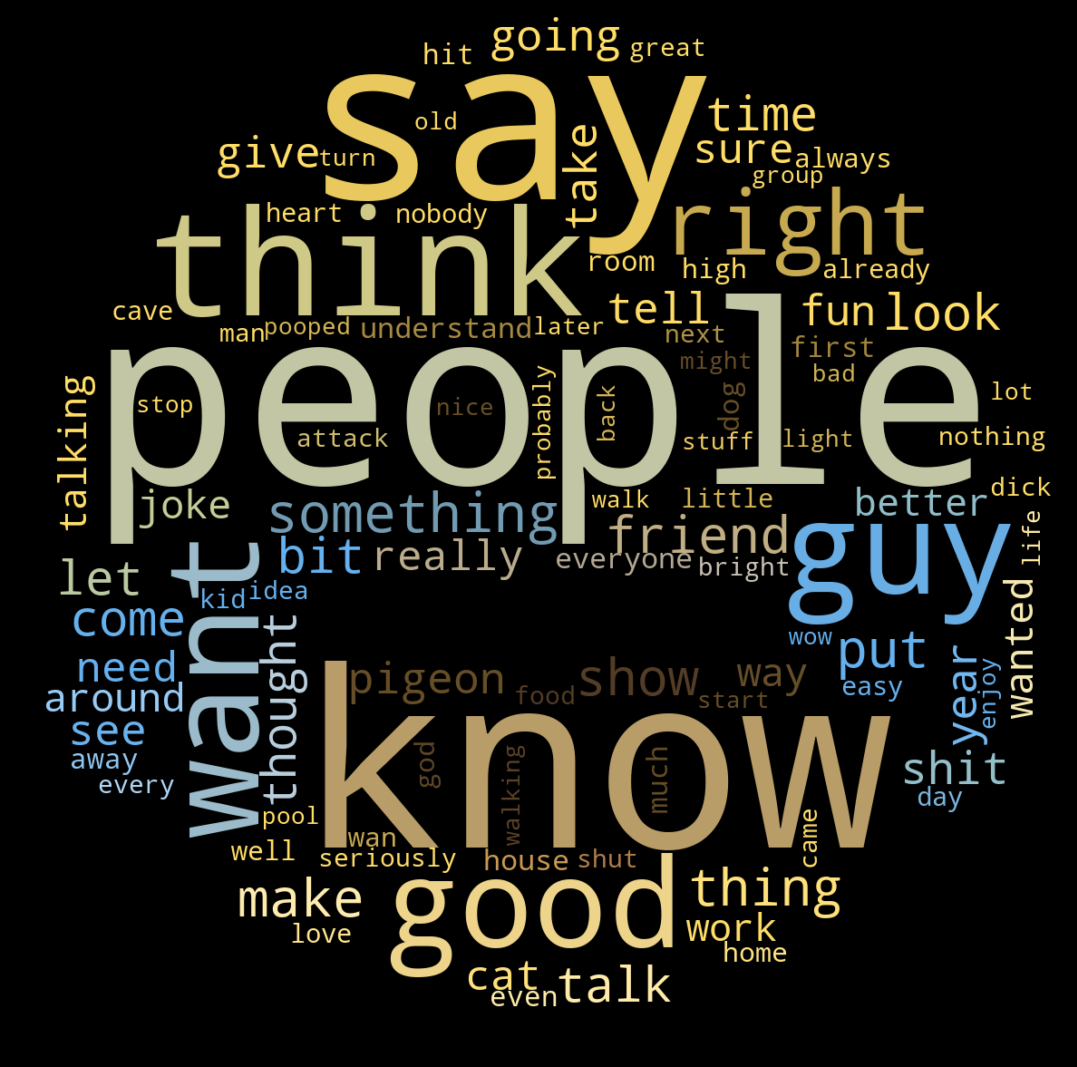 going
hit
great
say
old
time
take
sure
give
turn
always
group
right
heart
nobody
think
room
high
already
cave
man
pooped
understand
later
tell
fun
look
next
first
might
people
bad
talking
stop
nice
probably
back
dog
lot
attack
stuff
light
nothing
joke
something
walk
little
better
dick
bit
really
friend
everyone
bright
guy
life
let
want
kid
idea
come
thought
wow
put
wanted
need
pigeon
food
show
way
start
easy
year
enjoy
around
see
away
every
know
god
walking
much
shit
day
pool
wan
well
seriously
house
shut
came
make
love
good
thing
work
home
cat
even
talk